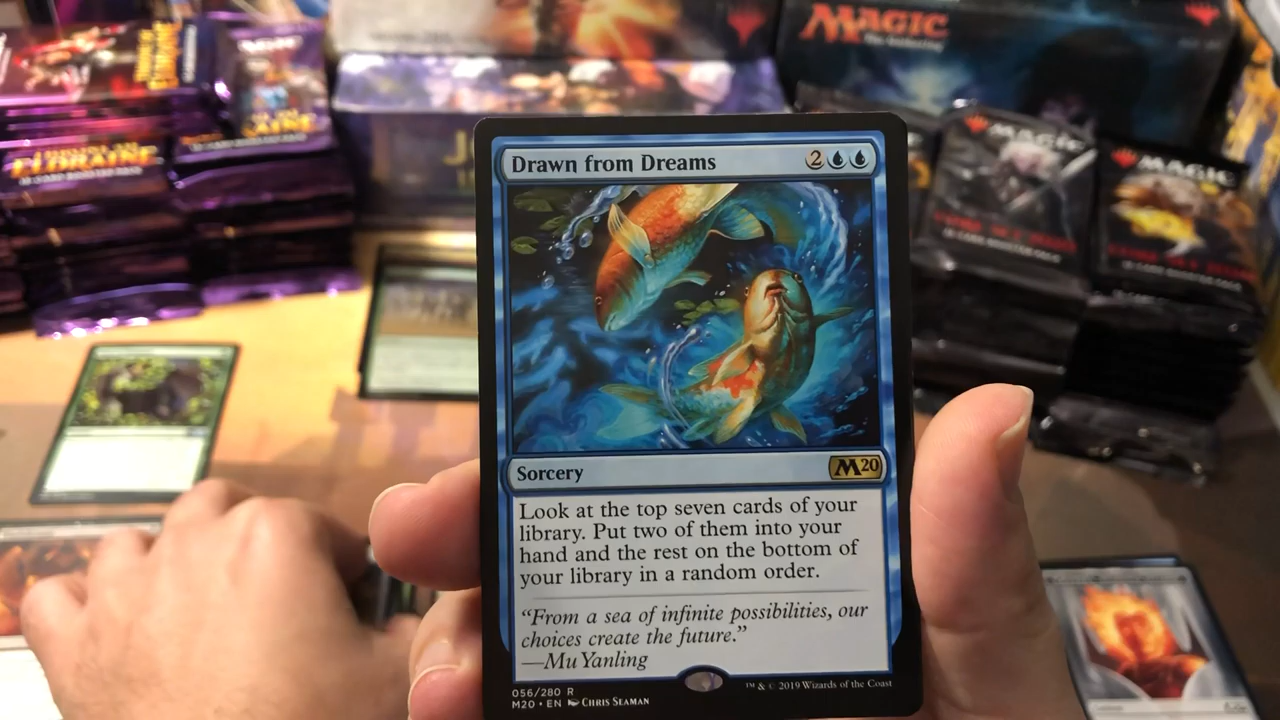 MAGIC
The Gathering
ELDRAINE
MAGIC
MAGIC
Drawn from Dreams 2
Sorcery
M20
Look at the top seven cards of your
library. Put two of them into your
hand and the rest on the bottom of
your library in a random order.
“From a sea of infinite possibilities, our
choices create the future.”
—Mu Yanling
056/280 R
M20 • EN Chris Seaman
™ & © 2019 Wizards of the Coast